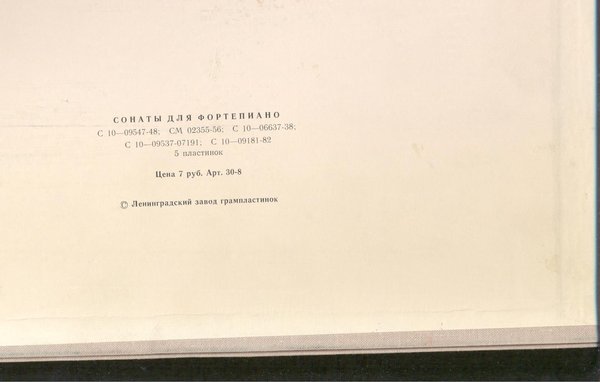 СОНАТЫ ДЛЯ ФОРТЕПИАНО
С 10—09547-48; СМ 02355-56; С 10—06637-38;
С 10—09537-07191; С 10—09181-82
5 пластинок
Цена 7 руб. Арт. 30-8
© Ленинградский завод грампластинок